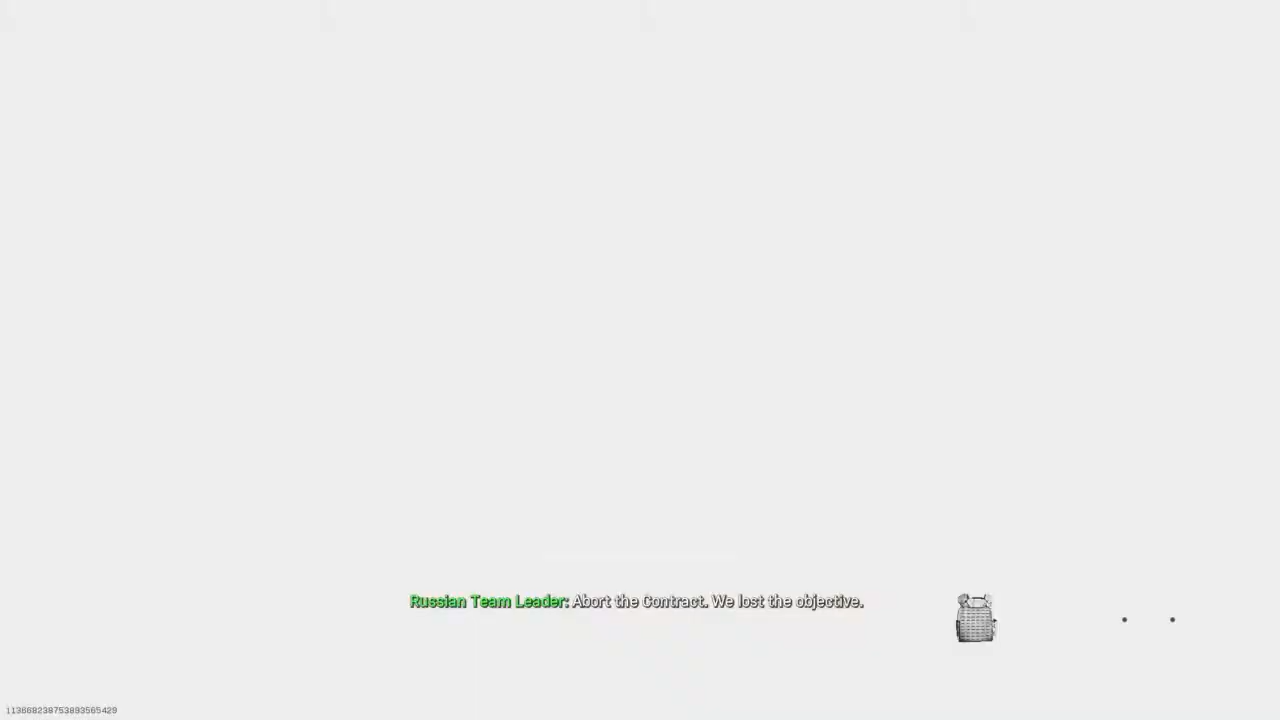 Russian Team Leader: Abort the Contract. We lost the objective.